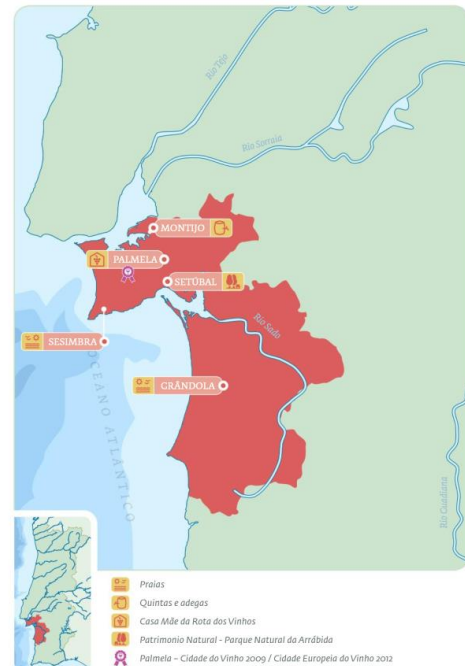 Rio Tejo
Rio Sorraia
MONTIJO
PALMELA
SETÚBAL
Rio Sado
SESIMBRA
OCEANO ATLÂNTICO
GRÂNDOLA
Rio Guadiana
Praias
Quintas e adegas
Casa Mãe da Rota dos Vinhos
Patrimonio Natural - Parque Natural da Arrábida
Palmela – Cidade do Vinho 2009 / Cidade Europeia do Vinho 2012